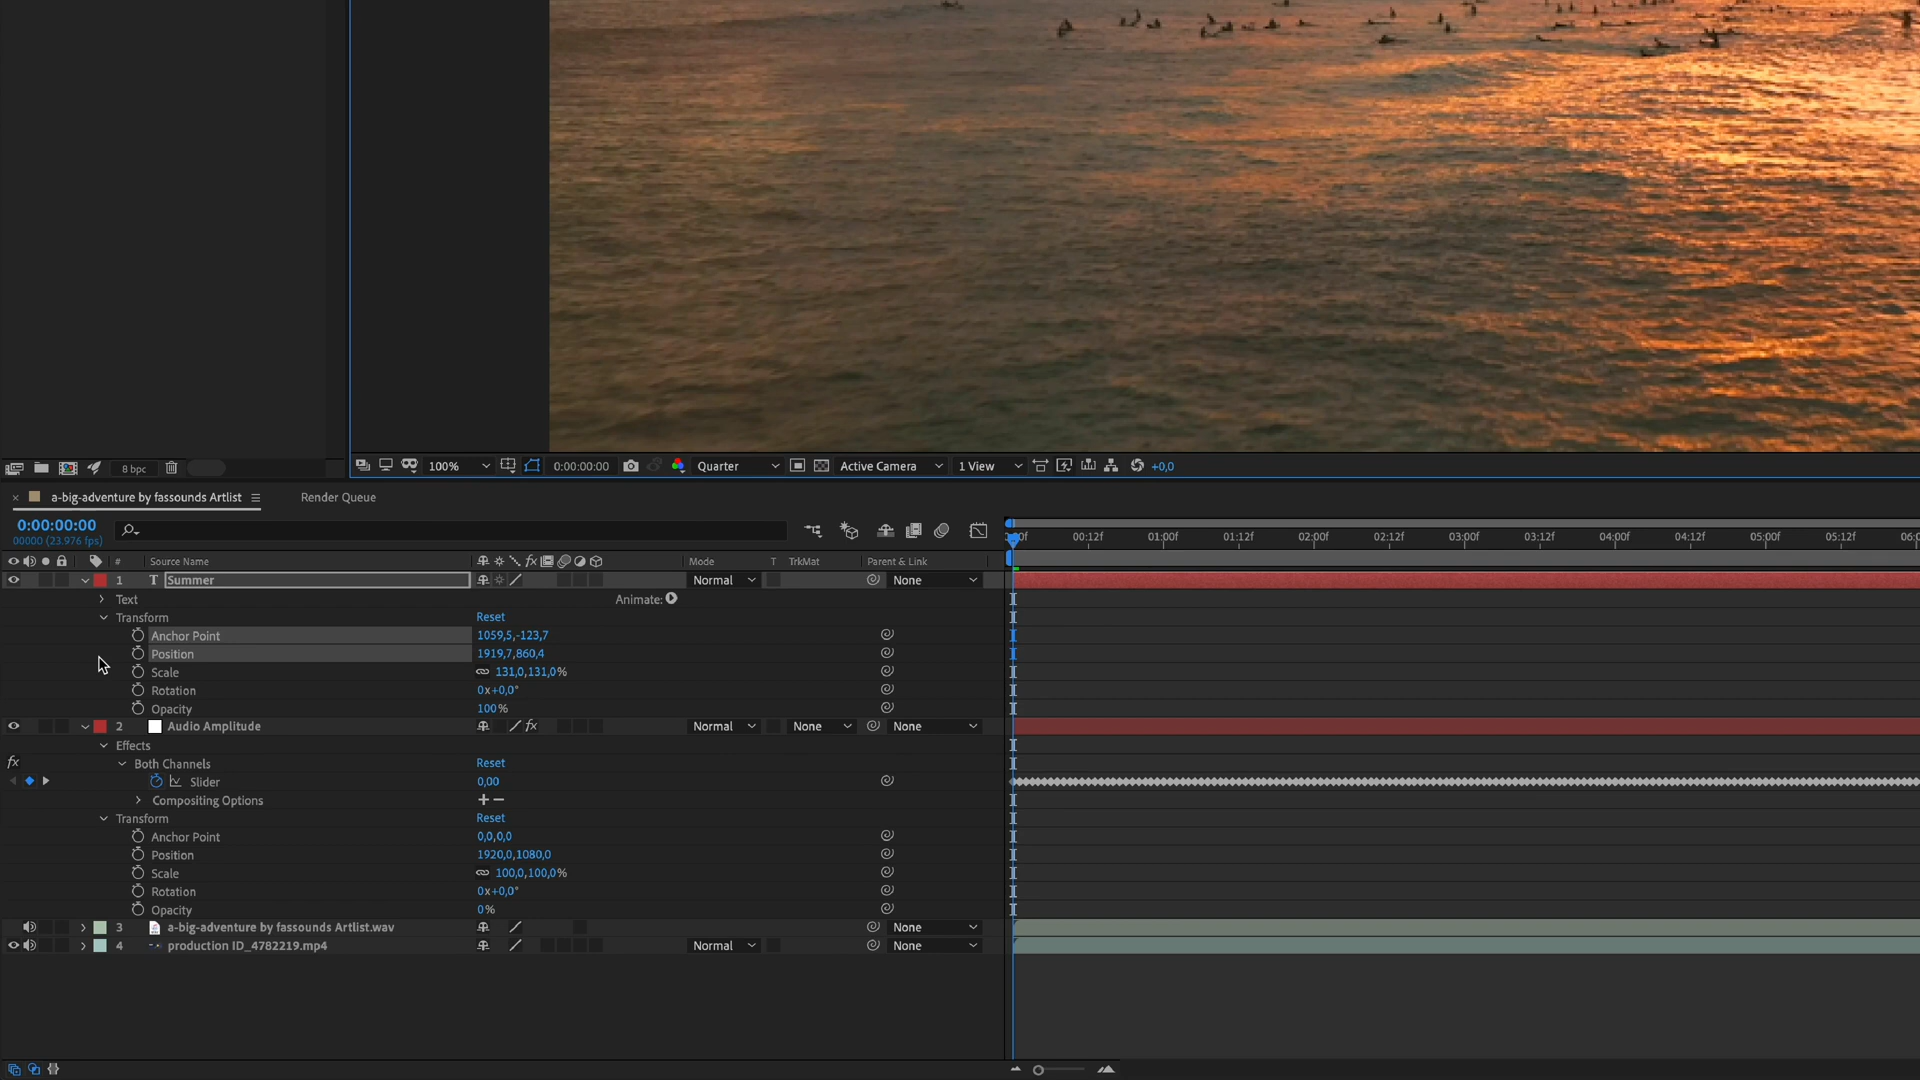 8 bpc
100%
0:00:00:00
Quarter
Active Camera
1 View
+0,0
a-big-adventure by fassounds Artlist
Render Queue
0:00:00:00
00000 (23.976 fps)
00f 00:12f 01:00f 01:12f 02:00f 02:12f 03:00f 03:12f 04:00f 04:12f 05:00f 05:12f 06:0
# Source Name fx Mode T TrkMat Parent & Link
1 T Summer Normal None
Text Animate:
Transform Reset
Anchor Point 1059,5,-123,7
Position 1919,7,860,4
Scale 131,0,131,0%
Rotation 0x+0,0°
Opacity 100%
2 Audio Amplitude fx Normal None None
Effects
fx Both Channels Reset
Slider 0,00
Compositing Options + −
Transform Reset
Anchor Point 0,0,0,0
Position 1920,0,1080,0
Scale 100,0,100,0%
Rotation 0x+0,0°
Opacity 0%
3 a-big-adventure by fassounds Artlist.wav None
4 production ID_4782219.mp4 Normal None